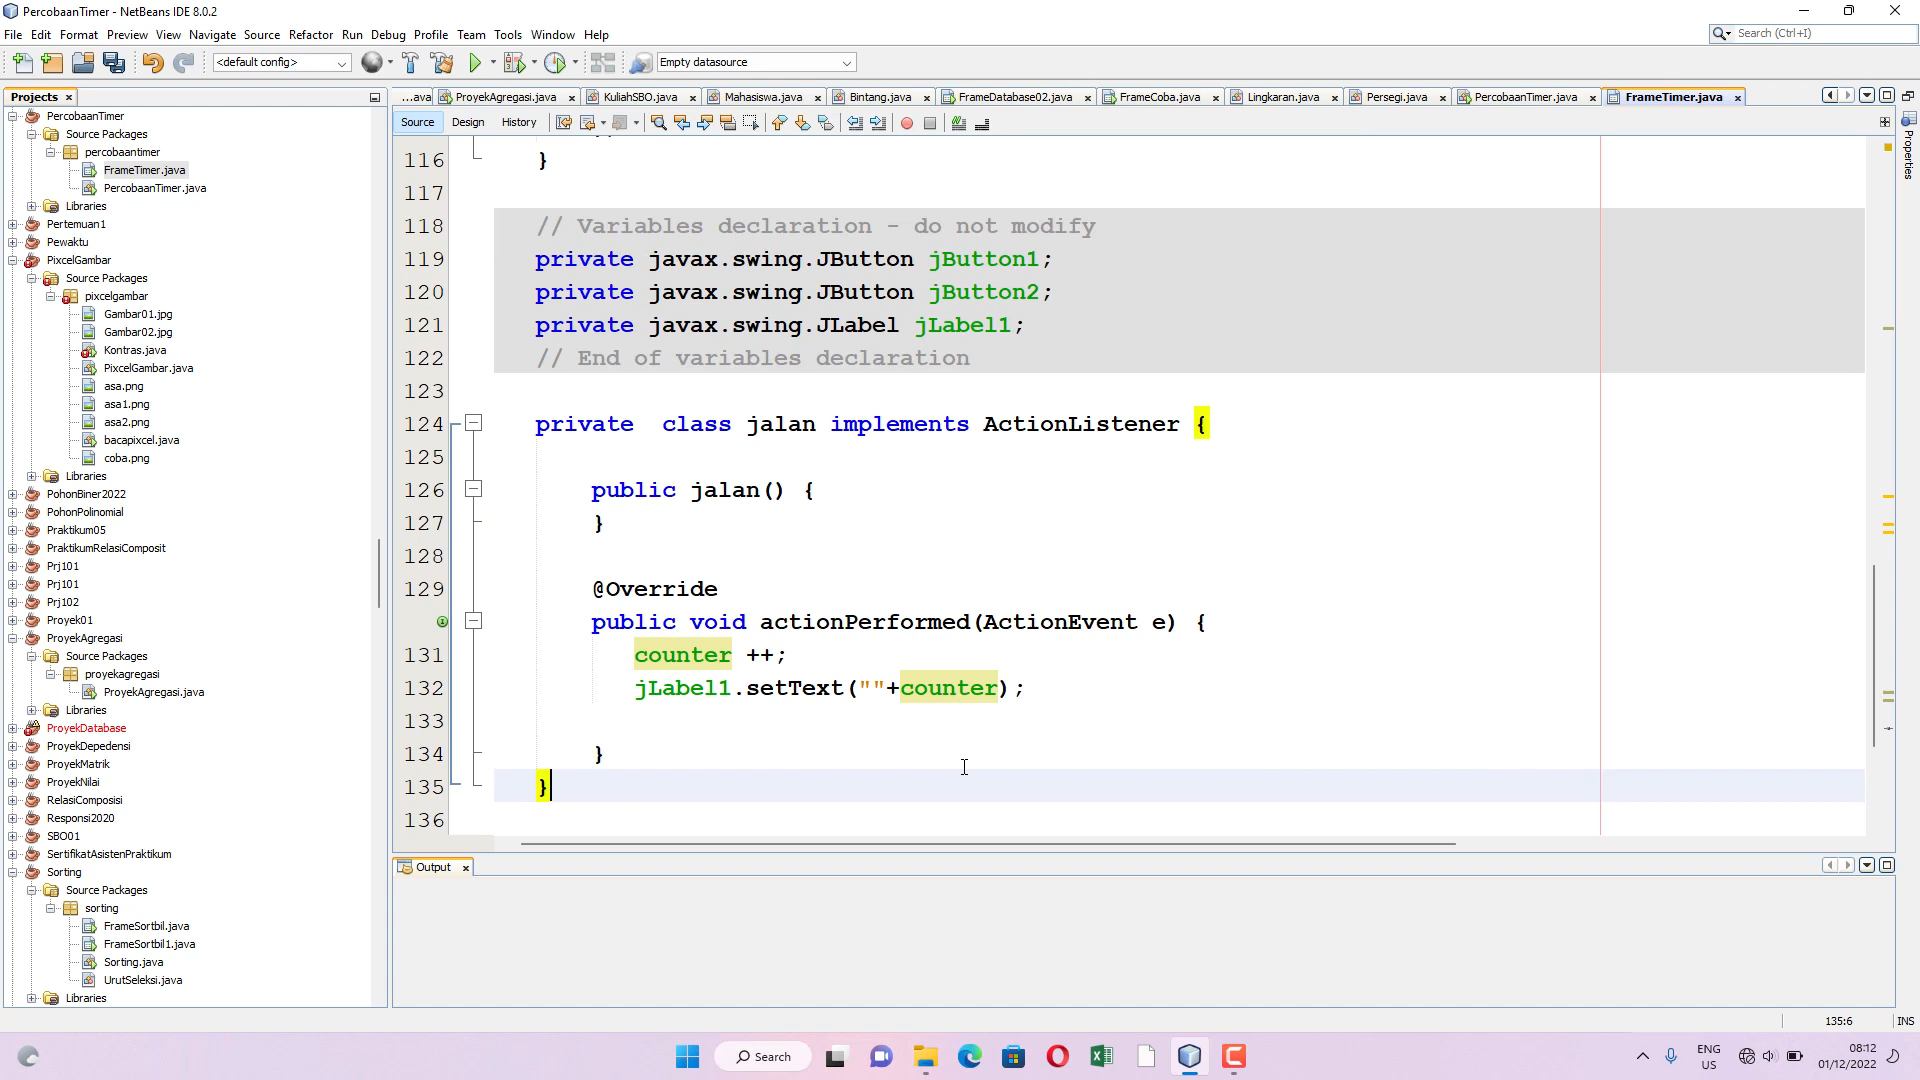 PercobaanTimer - NetBeans IDE 8.0.2
File Edit Format Preview View Navigate Source Refactor Run Debug Profile Team Tools Window Help
Search (Ctrl+I)
<default config>
Empty datasource
Projects
...ava ProyekAgregasi.java KuliahSBO.java Mahasiswa.java Bintang.java FrameDatabase02.java FrameCoba.java Lingkaran.java Persegi.java PercobaanTimer.java FrameTimer.java
Source Design History
Properties
PercobaanTimer
Source Packages
percobaantimer
FrameTimer.java
PercobaanTimer.java
Libraries
Pertemuan1
Pewaktu
PixcelGambar
Source Packages
pixcelgambar
Gambar01.jpg
Gambar02.jpg
Kontras.java
PixcelGambar.java
asa.png
asa1.png
asa2.png
bacapixcel.java
coba.png
Libraries
PohonBiner2022
PohonPolinomial
Praktikum05
PraktikumRelasiComposit
Prj101
Prj101
Prj102
Proyek01
ProyekAgregasi
Source Packages
proyekagregasi
ProyekAgregasi.java
Libraries
ProyekDatabase
ProyekDepedensi
ProyekMatrik
ProyekNilai
RelasiComposisi
Responsi2020
SBO01
SertifikatAsistenPraktikum
Sorting
Source Packages
sorting
FrameSortbil.java
FrameSortbil1.java
Sorting.java
UrutSeleksi.java
Libraries
116 }
117
118 // Variables declaration - do not modify
119 private javax.swing.JButton jButton1;
120 private javax.swing.JButton jButton2;
121 private javax.swing.JLabel jLabel1;
122 // End of variables declaration
123
124 private  class jalan implements ActionListener {
125
126 public jalan() {
127 }
128
129 @Override
public void actionPerformed(ActionEvent e) {
131 counter ++;
132 jLabel1.setText(""+counter);
133
134 }
135 }
136
Output
135:6 INS
Search
ENG
US
08:12
01/12/2022